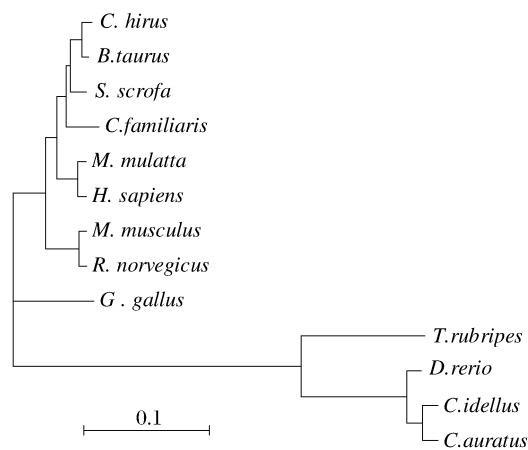 C. hirus
B.taurus
S. scrofa
C.familiaris
M. mulatta
H. sapiens
M. musculus
R. norvegicus
G . gallus
T.rubripes
D.rerio
C.idellus
C.auratus
0.1